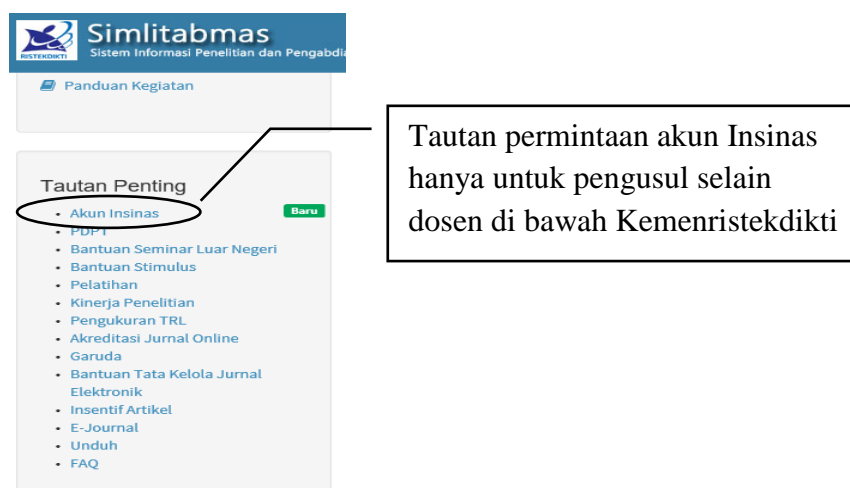 Simlitabmas
Sistem Informasi Penelitian dan Pengabdia
RISTEKDIKTI
Panduan Kegiatan
Tautan permintaan akun Insinas
hanya untuk pengusul selain
dosen di bawah Kemenristekdikti
Tautan Penting
• Akun Insinas Baru
• PDPT
• Bantuan Seminar Luar Negeri
• Bantuan Stimulus
• Pelatihan
• Kinerja Penelitian
• Pengukuran TRL
• Akreditasi Jurnal Online
• Garuda
• Bantuan Tata Kelola Jurnal
Elektronik
• Insentif Artikel
• E-Journal
• Unduh
• FAQ